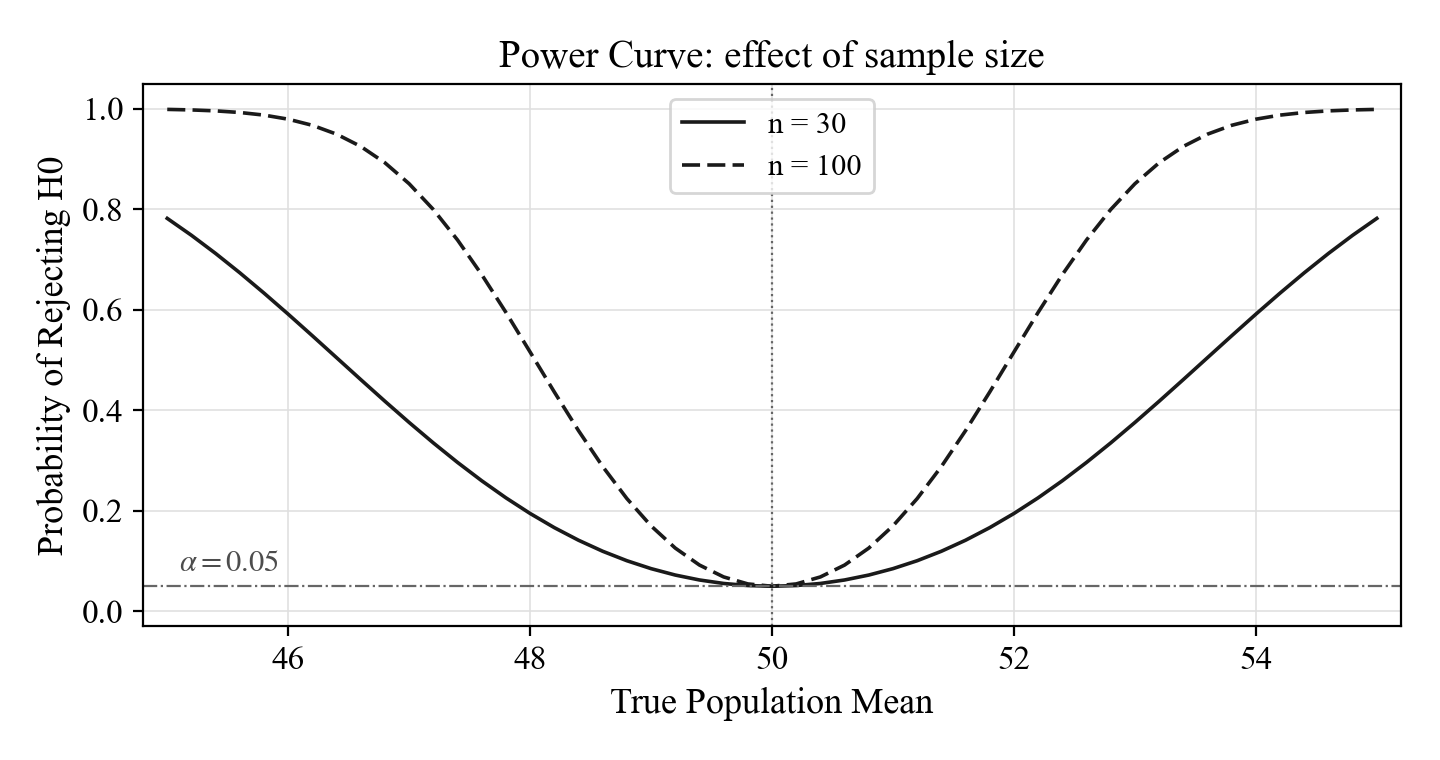 Power Curve: effect of sample size
n = 30
n = 100
1.0
0.8
0.6
0.4
0.2
0.0
Probability of Rejecting H0
α = 0.05
46 48 50 52 54
True Population Mean